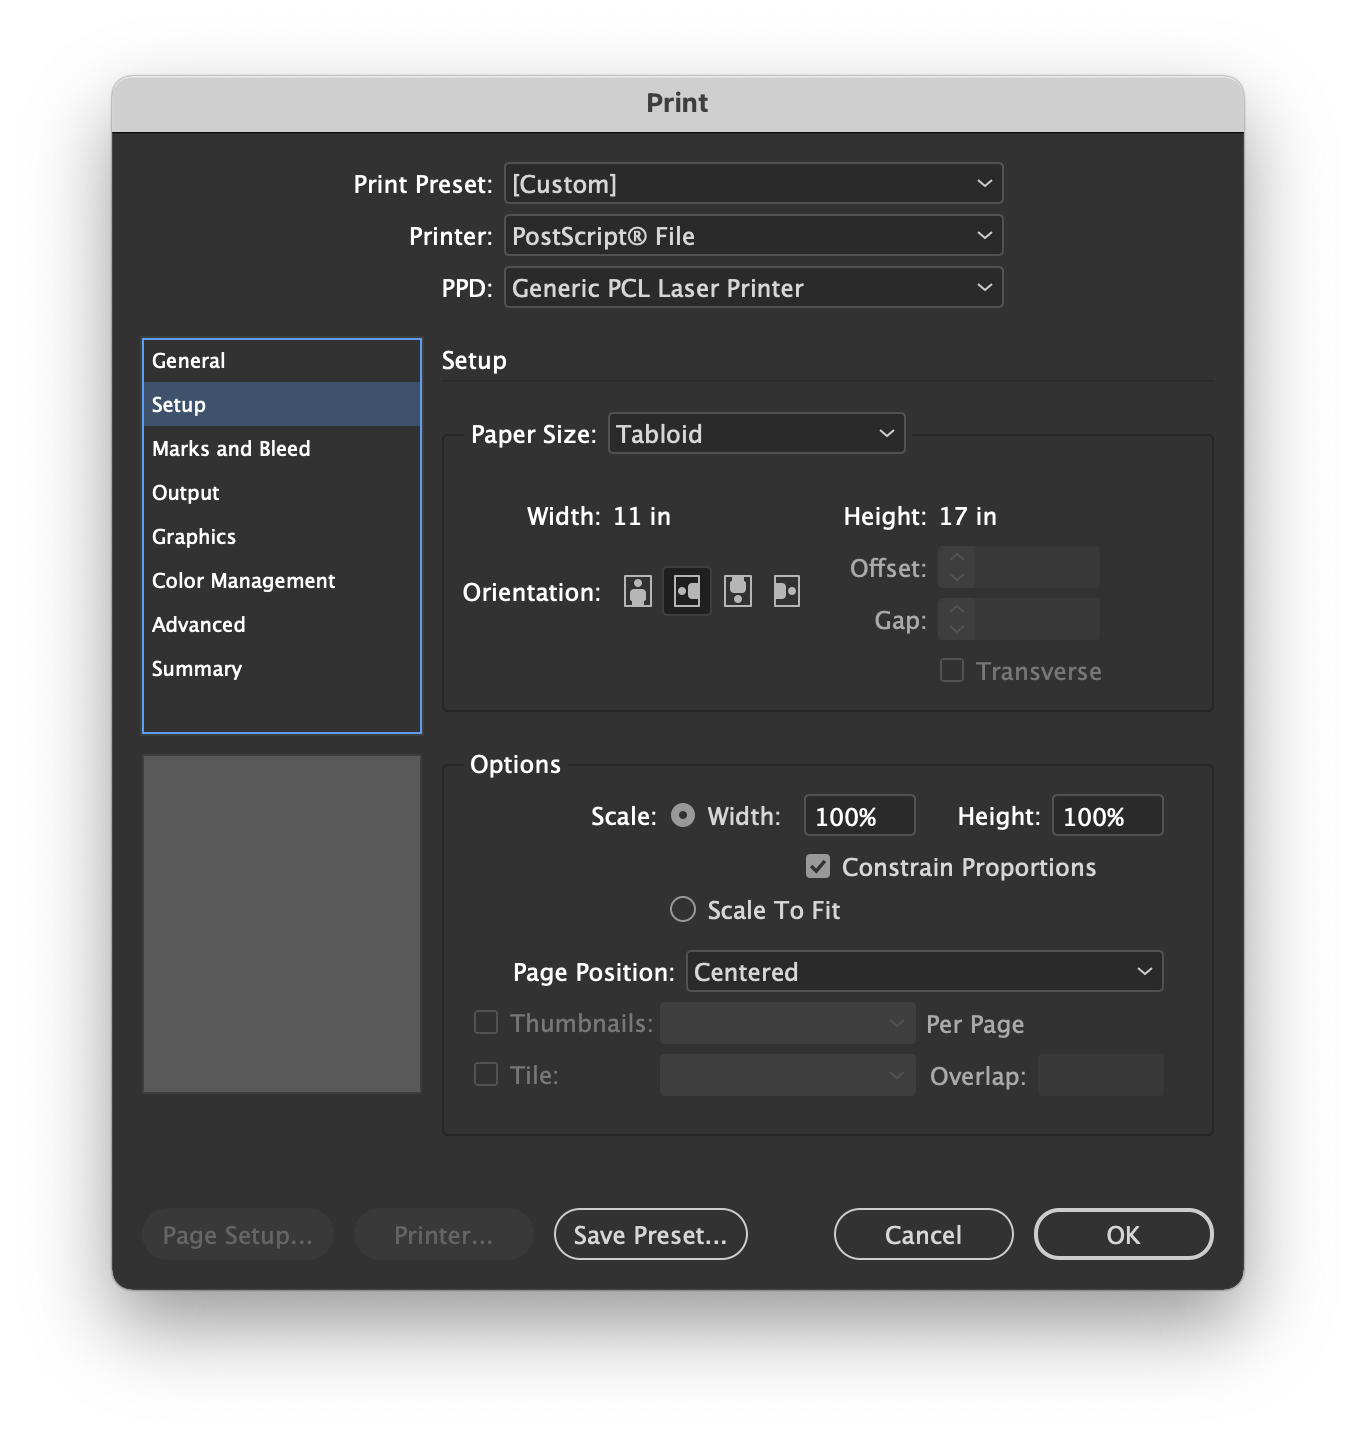 Print
Print Preset: [Custom]
Printer: PostScript® File
PPD: Generic PCL Laser Printer
General
Setup
Marks and Bleed
Output
Graphics
Color Management
Advanced
Summary
Setup
Paper Size: Tabloid
Width: 11 in Height: 17 in
Orientation:
Offset:
Gap:
Transverse
Options
Scale: Width: 100% Height: 100%
Constrain Proportions
Scale To Fit
Page Position: Centered
Thumbnails: Per Page
Tile: Overlap:
Page Setup... Printer... Save Preset... Cancel OK